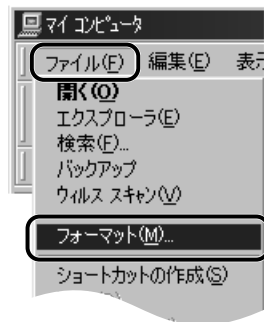 マイ コンピュータ
ファイル(F) 編集(E) 表示
開く(O)
エクスプローラ(E)
検索(F)...
バックアップ
ウィルス スキャン(V)
フォーマット(M)...
ショートカットの作成(S)